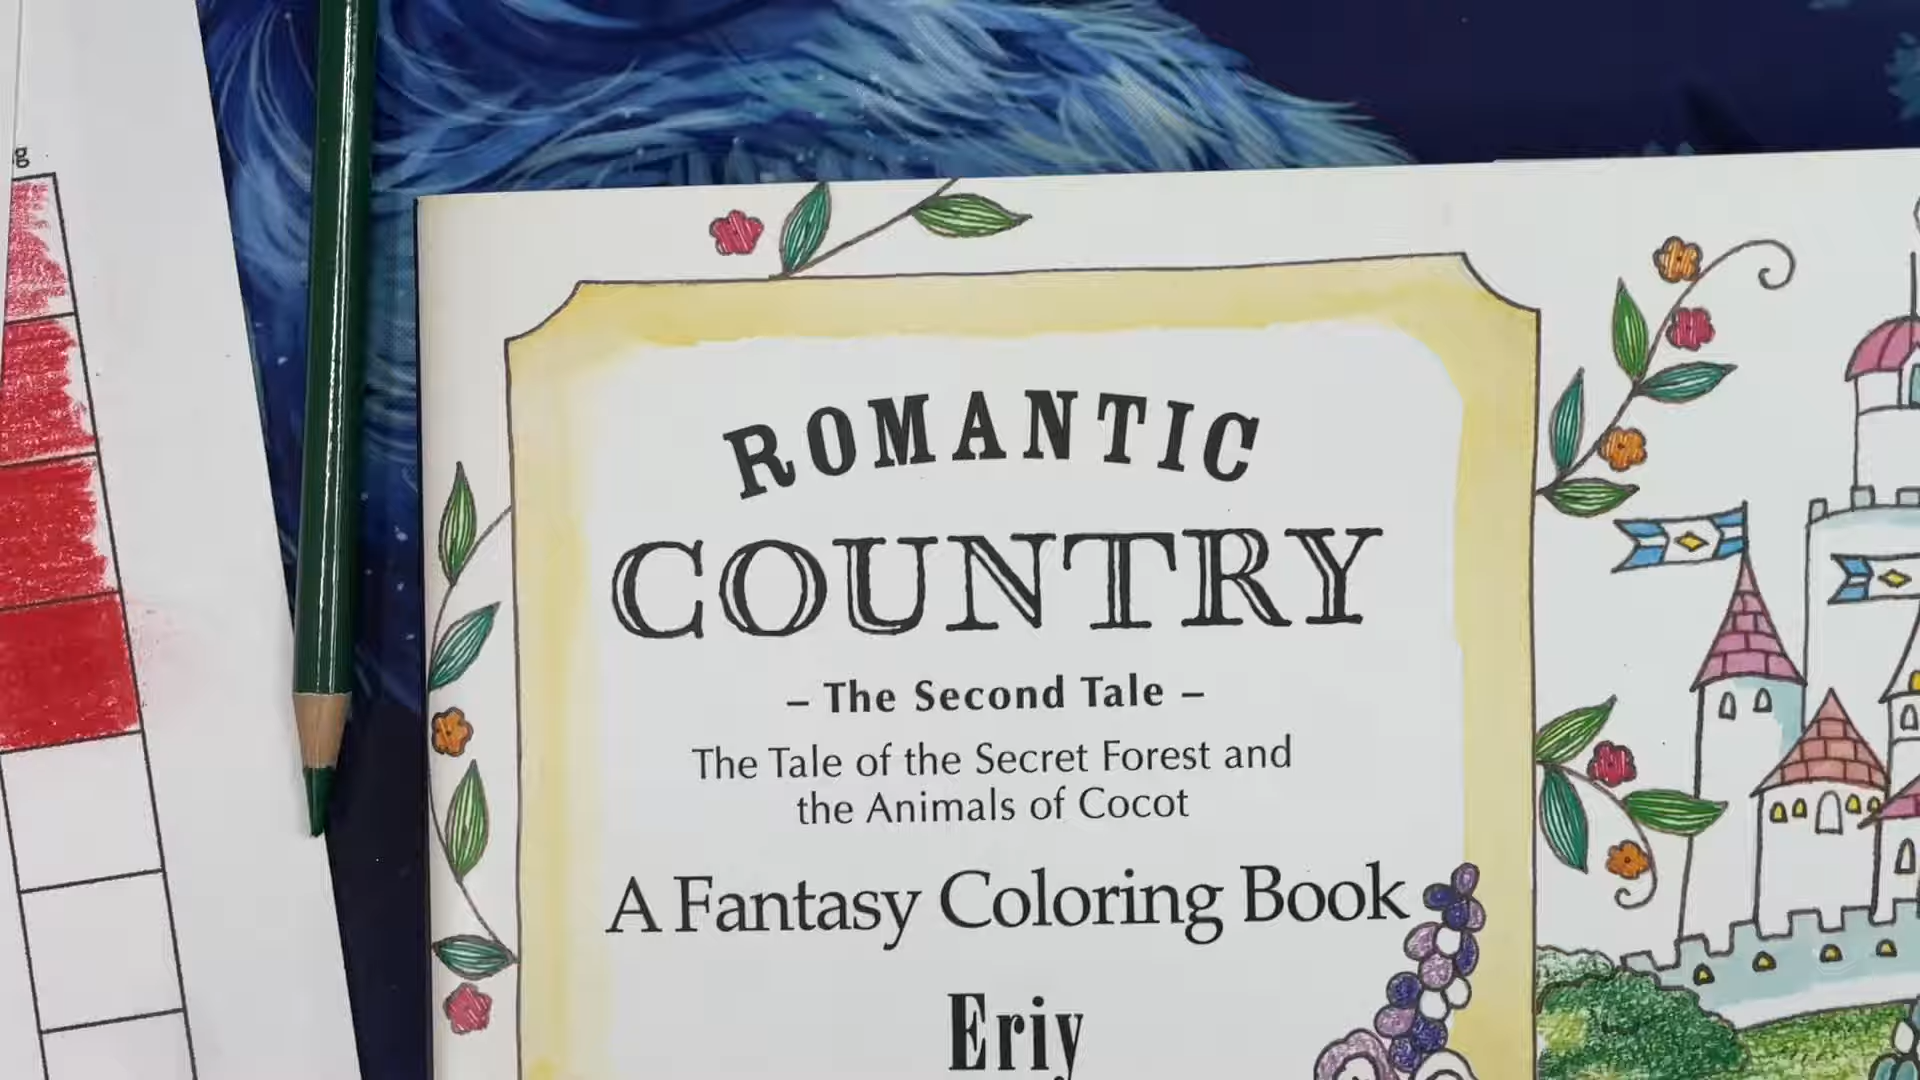 ROMANTIC
COUNTRY
– The Second Tale –
The Tale of the Secret Forest and
the Animals of Cocot
A Fantasy Coloring Book
Eriy